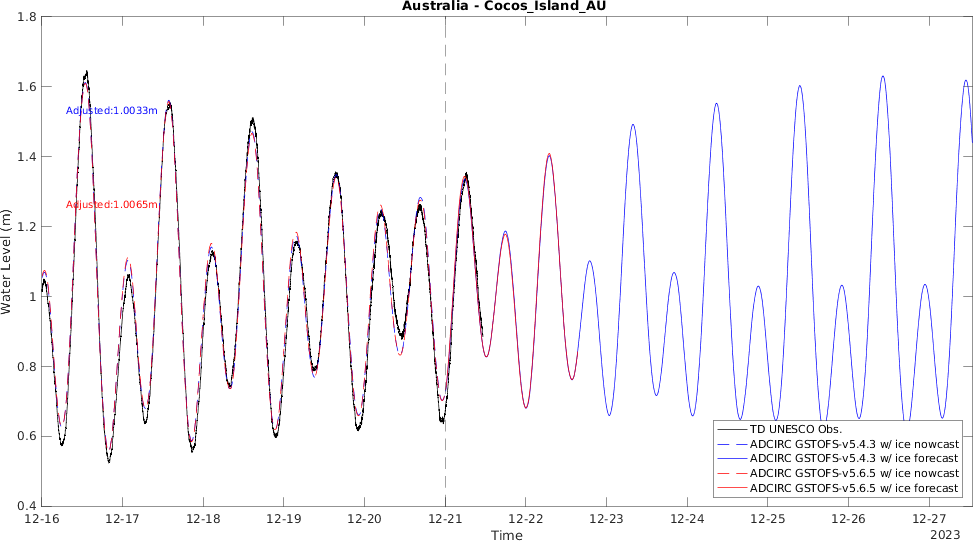 Australia - Cocos_Island_AU
1.8
1.6
1.4
1.2
1
0.8
0.6
0.4
Water Level (m)
Adjusted:1.0033m
Adjusted:1.0065m
TD UNESCO Obs.
ADCIRC GSTOFS-v5.4.3 w/ ice nowcast
ADCIRC GSTOFS-v5.4.3 w/ ice forecast
ADCIRC GSTOFS-v5.6.5 w/ ice nowcast
ADCIRC GSTOFS-v5.6.5 w/ ice forecast
12-16 12-17 12-18 12-19 12-20 12-21 12-22 12-23 12-24 12-25 12-26 12-27
Time
2023